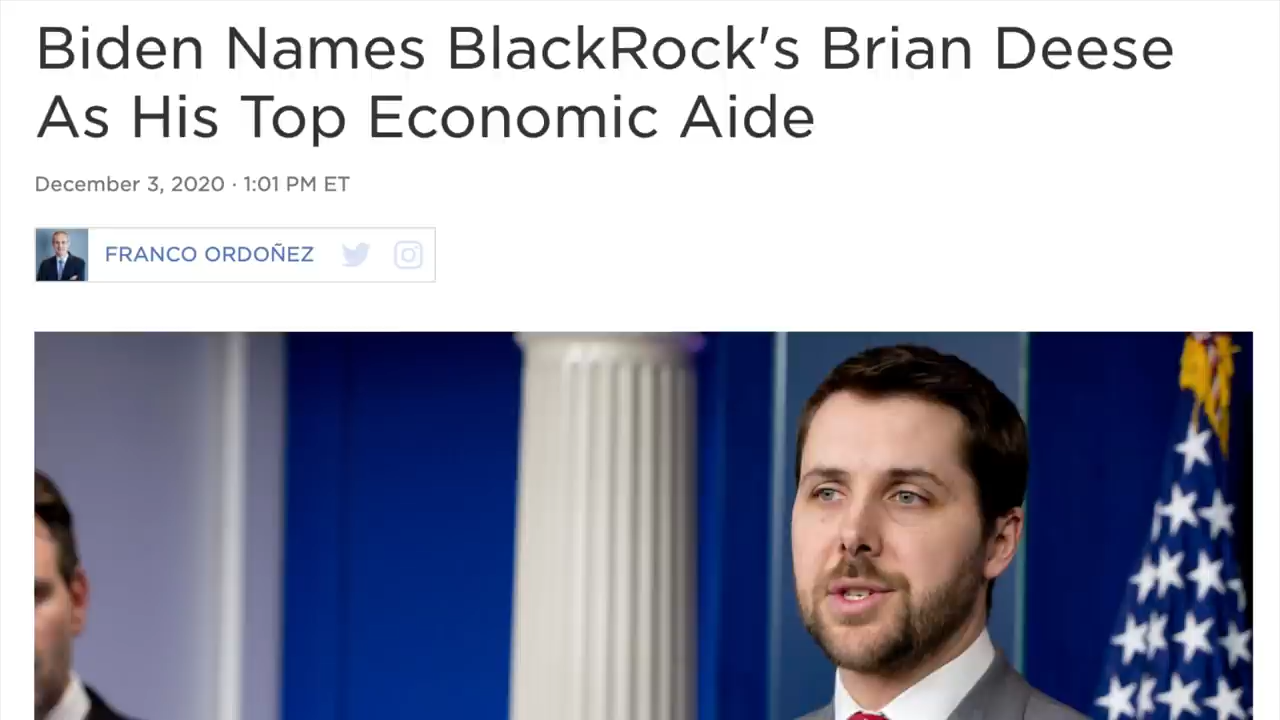 Biden Names BlackRock's Brian Deese
As His Top Economic Aide
December 3, 2020 · 1:01 PM ET
FRANCO ORDOÑEZ